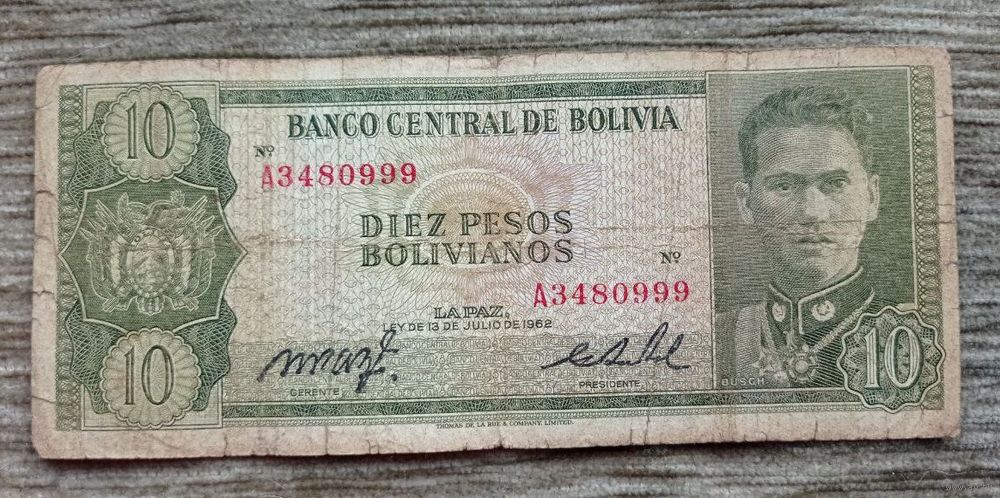 10
BANCO CENTRAL DE BOLIVIA
Nº
A3480999
DIEZ PESOS
BOLIVIANOS
Nº
A3480999
LA PAZ,
LEY DE 13 DE JULIO DE 1962
GERENTE
PRESIDENTE
BUSCH
10
10
THOMAS DE LA RUE & COMPANY, LIMITED.